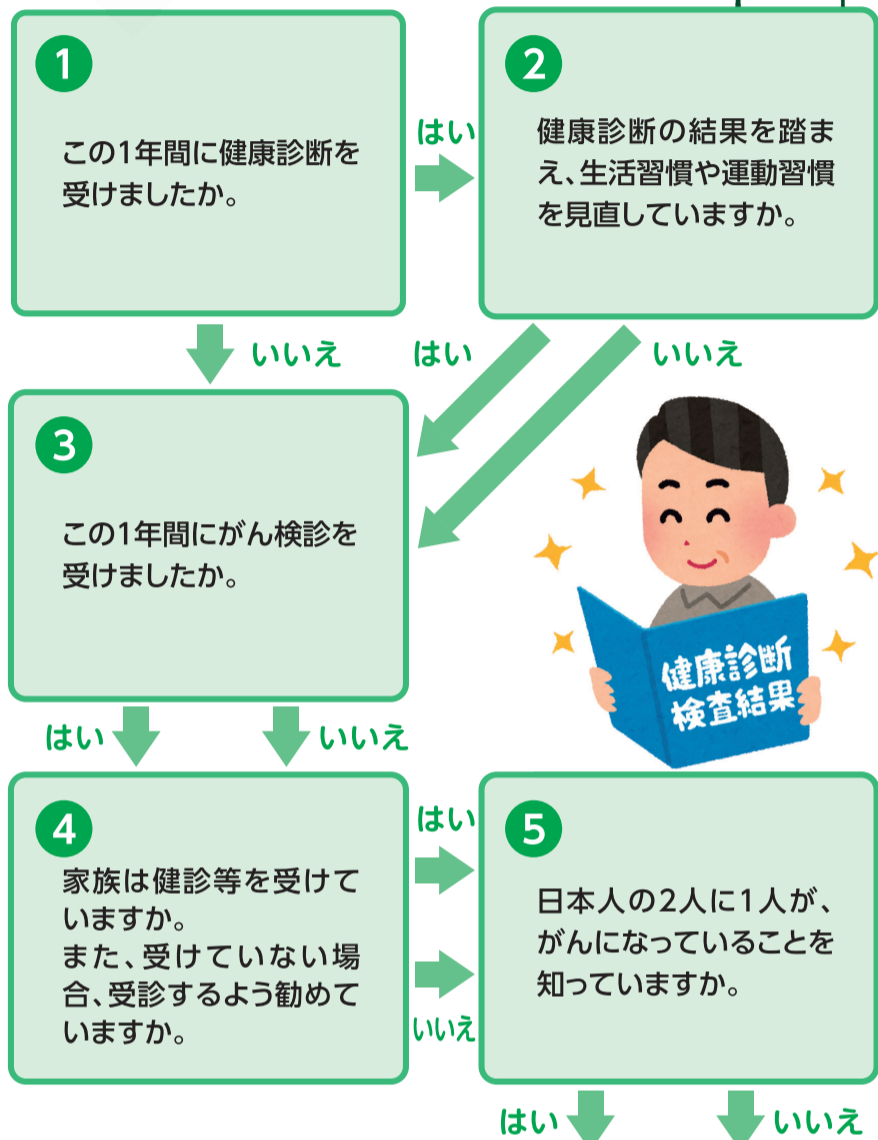 1
この1年間に健康診断を
受けましたか。
はい
2
健康診断の結果を踏ま
え、生活習慣や運動習慣
を見直していますか。
いいえ
はい
いいえ
3
この1年間にがん検診を
受けましたか。
健康診断
検査結果
はい
いいえ
4
家族は健診等を受けて
いますか。
また、受けていない場
合、受診するよう勧めて
いますか。
はい
いいえ
5
日本人の2人に1人が、
がんになっていることを
知っていますか。
はい
いいえ